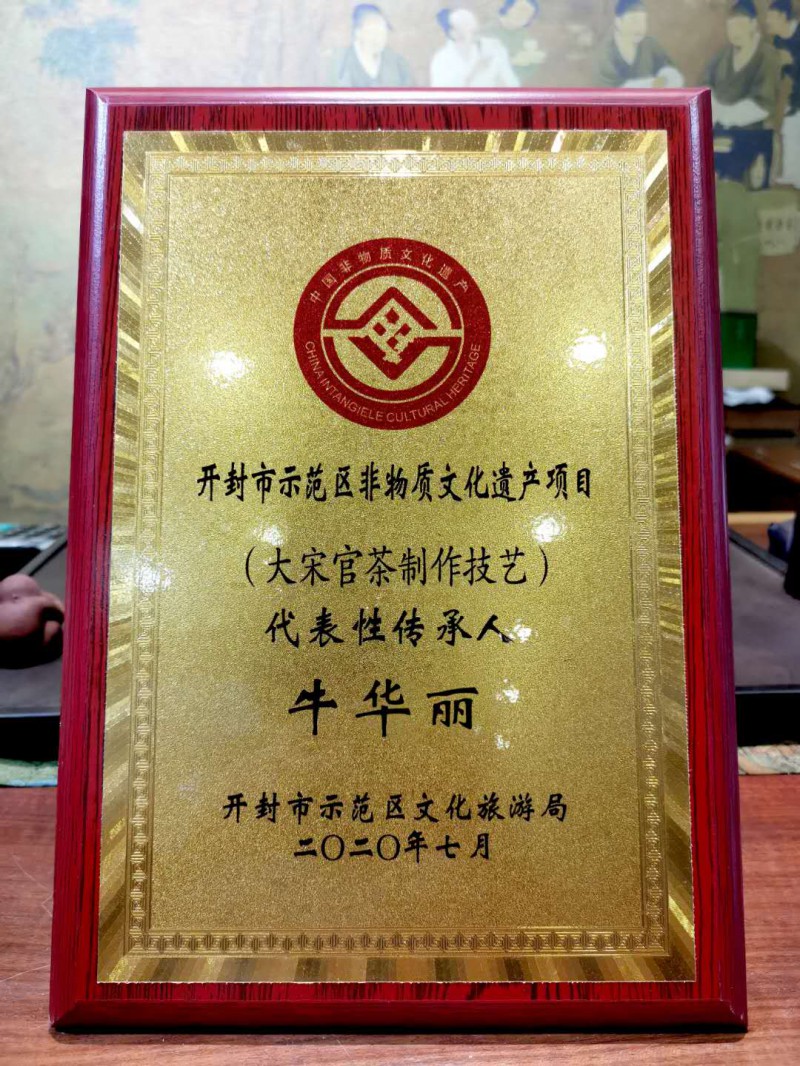 中国非物质文化遗产
CHINA INTANGIELE CULTURAL HERITAGE
开封市示范区非物质文化遗产项目
（大宋官茶制作技艺）
代表性传承人
牛华丽
开封市示范区文化旅游局
二〇二〇年七月